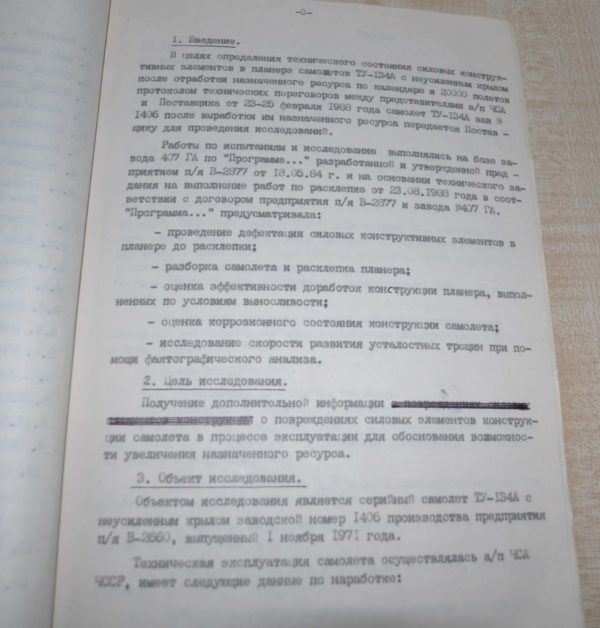 -3-
1. Введение.
В целях определения технического состояния силовых конструк-
тивных элементов в планере самолетов ТУ-134А с неусиленным крылом
после отработки назначенного ресурса по календарю и 20000 полетов
протоколом технических переговоров между представителями а/п ЧСА
и Поставщика от 23-25 февраля 1988 года самолет ТУ-134А зав №
1406 после выработки им назначенного ресурса передается Постав -
щику для проведения исследований.
Работы по испытаниям и исследованию выполнялись на базе за-
вода 407 ГА по "Программе..." разработанной и утвержденной пред -
приятием п/я В-2877 от 18.05.84 г. и на основании технического за-
дания на выполнение работ по расклепке от 23.08.1988 года в соот-
ветствии с договором предприятия п/я В-2877 и завода №407 ГА.
"Программа..." предусматривала:
- проведение дефектации силовых конструктивных элементов в
планере до расклепки;
- разборка самолета и расклепка планера;
- оценка эффективности доработок конструкции планера, выпол-
ненных по условиям выносливости;
- оценка коррозионного состояния конструкции самолета;
- исследование скорости развития усталостных трещин при по-
мощи фактографического анализа.
2. Цель исследования.
Получение дополнительной информации
о повреждениях силовых элементов конструк-
ции самолета в процессе эксплуатации для обоснования возможнос-
ти увеличения назначенного ресурса.
3. Объект исследования.
Объектом исследования является серийный самолет ТУ-134А с
неусиленным крылом заводской номер 1406 производства предприятия
п/я В-2660, выпущенный 1 ноября 1971 года.
Техническая эксплуатация самолета осуществлялась а/п ЧСА
ЧССР, имеет следующие данные по наработке: